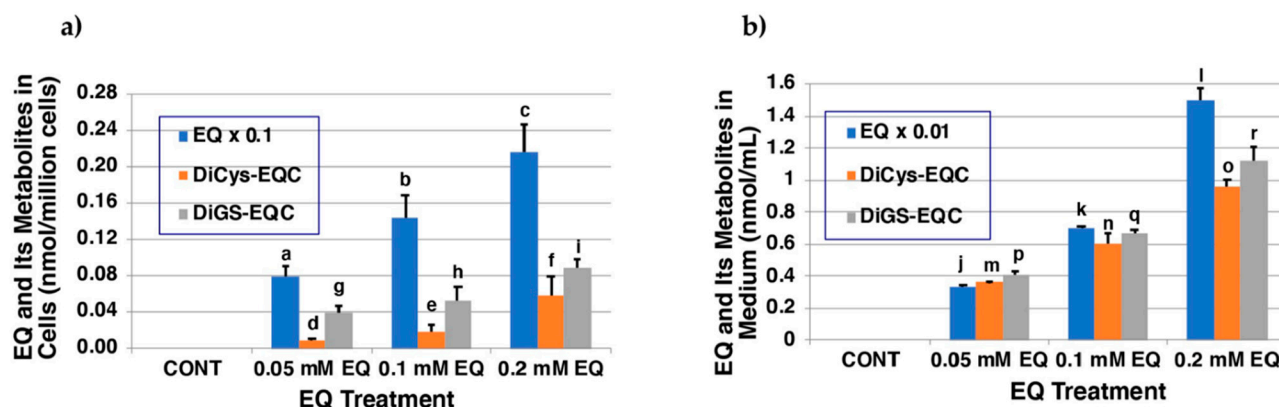 a)
EQ and Its Metabolites in
Cells (nmol/million cells)
0.28
0.24
0.20
0.16
0.12
0.08
0.04
0.00
EQ x 0.1
DiCys-EQC
DiGS-EQC
a
d
g
b
e
h
c
f
i
CONT
0.05 mM EQ
0.1 mM EQ
0.2 mM EQ
EQ Treatment
b)
EQ and Its Metabolites in
Medium (nmol/mL)
1.6
1.4
1.2
1
0.8
0.6
0.4
0.2
0
EQ x 0.01
DiCys-EQC
DiGS-EQC
j
m
p
k
n
q
l
o
r
CONT
0.05 mM EQ
0.1 mM EQ
0.2 mM EQ
EQ Treatment